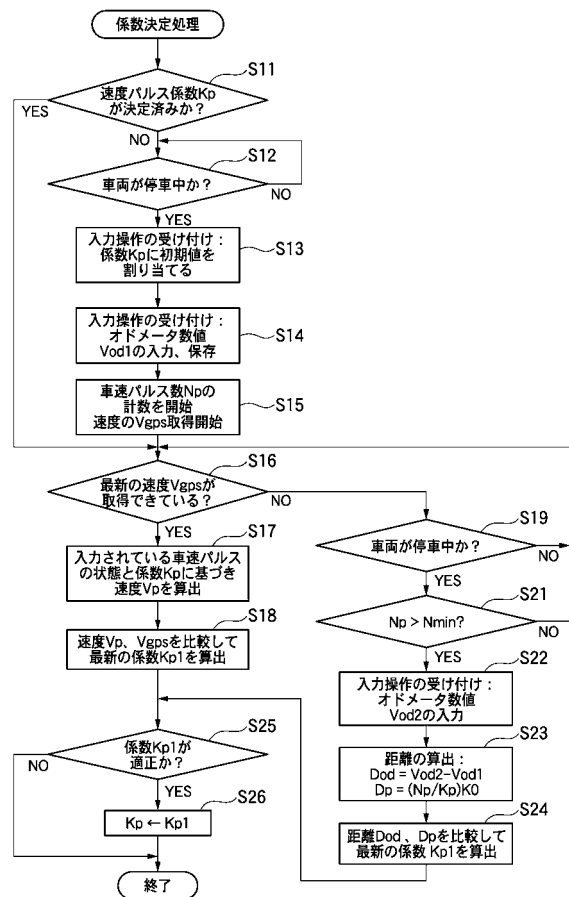 係数決定処理
S11
速度パルス係数Kp
が決定済みか？
YES
NO
S12
車両が停車中か？
NO
YES
S13
入力操作の受け付け：
係数Kpに初期値を
割り当てる
S14
入力操作の受け付け：
オドメータ数値
Vod1の入力、保存
S15
車速パルス数Npの
計数を開始
速度のVgps取得開始
S16
最新の速度Vgpsが
取得できている？
NO
YES
S17
入力されている車速パルス
の状態と係数Kpに基づき
速度Vpを算出
S18
速度Vp、Vgpsを比較して
最新の係数Kp1を算出
S19
車両が停車中か？
NO
YES
S21
Np > Nmin?
NO
YES
S22
入力操作の受け付け：
オドメータ数値
Vod2の入力
S23
距離の算出：
Dod = Vod2−Vod1
Dp = (Np/Kp)K0
S24
距離Dod 、Dpを比較して
最新の係数 Kp1を算出
S25
係数Kp1が
適正か？
NO
YES
S26
Kp ← Kp1
終了